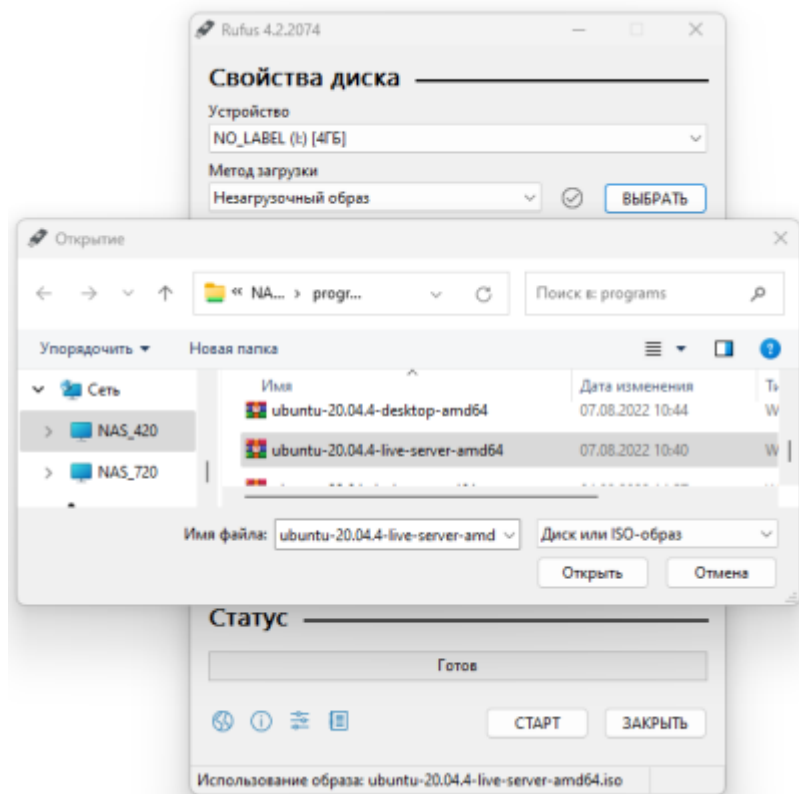 Rufus 4.2.2074
Свойства диска
Устройство
NO_LABEL (I:) [4ГБ]
Метод загрузки
Незагрузочный образ
ВЫБРАТЬ
Открытие
« NA... › progr...
Поиск в: programs
Упорядочить
Новая папка
Сеть
Имя
Дата изменения
NAS_420
ubuntu-20.04.4-desktop-amd64
07.08.2022 10:44
W
ubuntu-20.04.4-live-server-amd64
07.08.2022 10:40
W
NAS_720
Имя файла:
ubuntu-20.04.4-live-server-amd
Диск или ISO-образ
Открыть
Отмена
Статус
Готов
СТАРТ
ЗАКРЫТЬ
Использование образа: ubuntu-20.04.4-live-server-amd64.iso